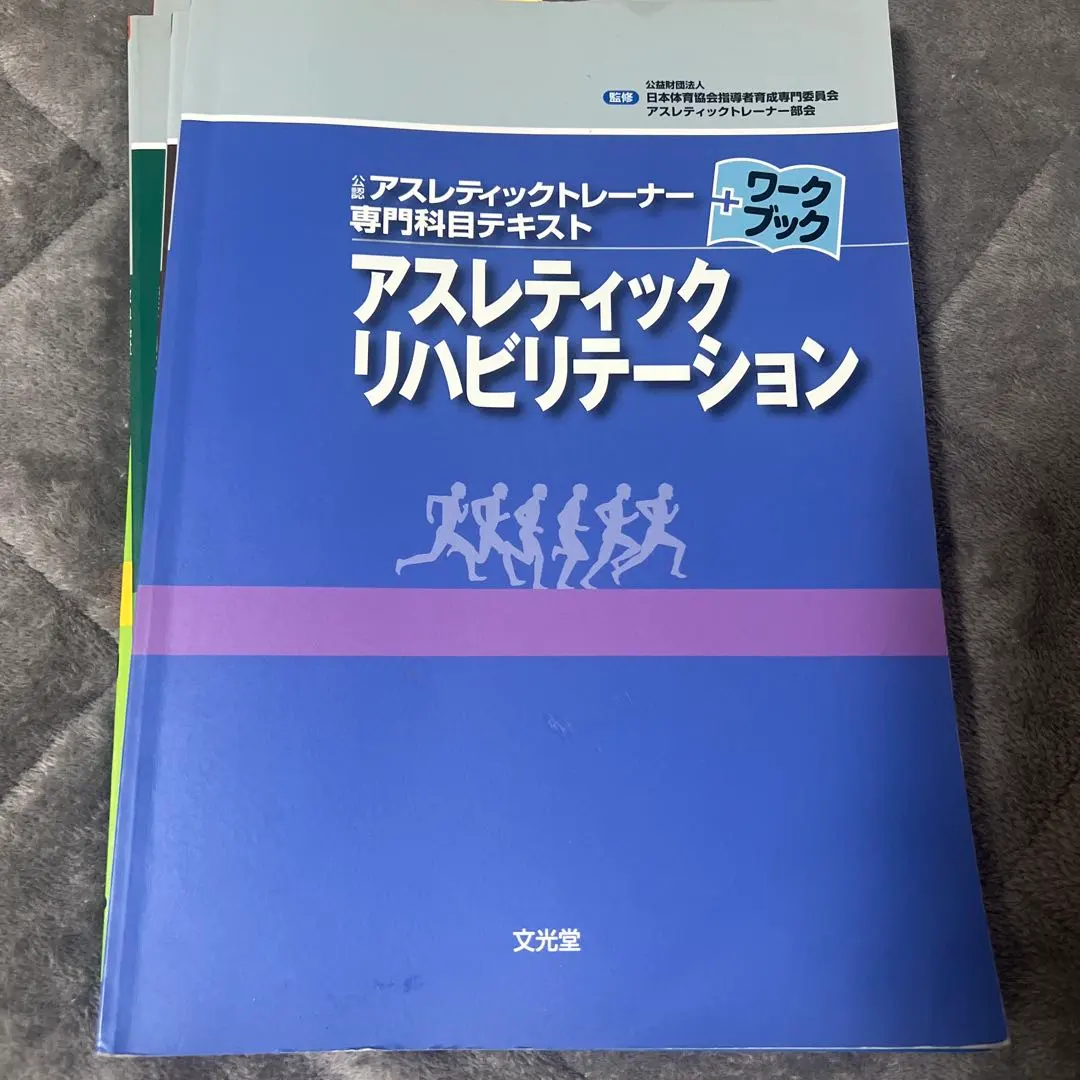 公益財団法人
監修 日本体育協会指導者育成専門委員会
アスレティックトレーナー部会
公認 アスレティックトレーナー
専門科目テキスト
+ワーク
ブック
アスレティック
リハビリテーション
文光堂